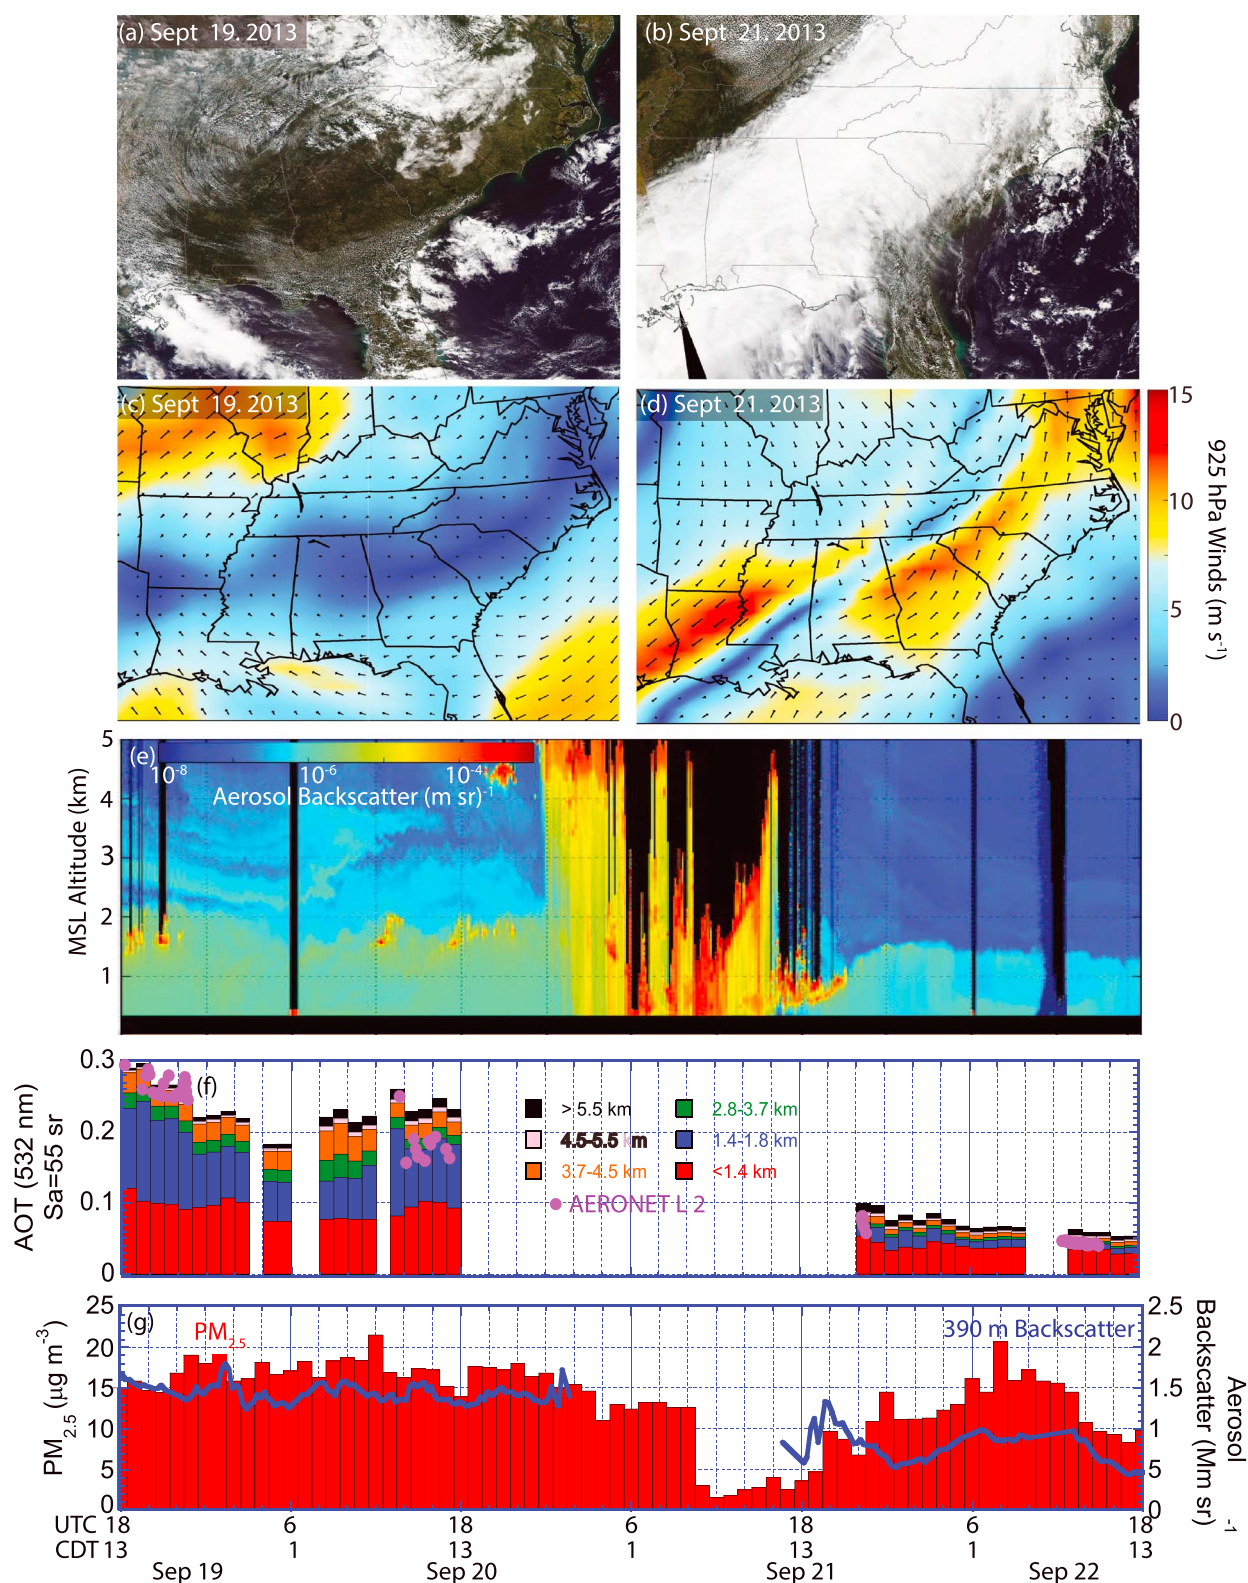 (a) Sept 19. 2013
(b) Sept 21. 2013
(c) Sept 19. 2013
(d) Sept 21. 2013
15
10
5
0
925 hPa Winds (m s-1)
(e)
10-8
10-6
10-4
Aerosol Backscatter (m sr)-1
5
4
3
2
1
MSL Altitude (km)
(f)
0.3
0.2
0.1
0
AOT (532 nm)
Sa=55 sr
> 5.5 km
2.8-3.7 km
4.5-5.5 km
1.4-1.8 km
3.7-4.5 km
<1.4 km
AERONET L 2
(g)
PM2.5
390 m Backscatter
25
20
15
10
5
0
PM2.5 (μg m-3)
2.5
2
1.5
1
.5
0
Aerosol
Backscatter (Mm sr)-1
UTC 18 6 18 6 18 6 18
CDT 13 1 13 1 13 1 13
Sep 19 Sep 20 Sep 21 Sep 22